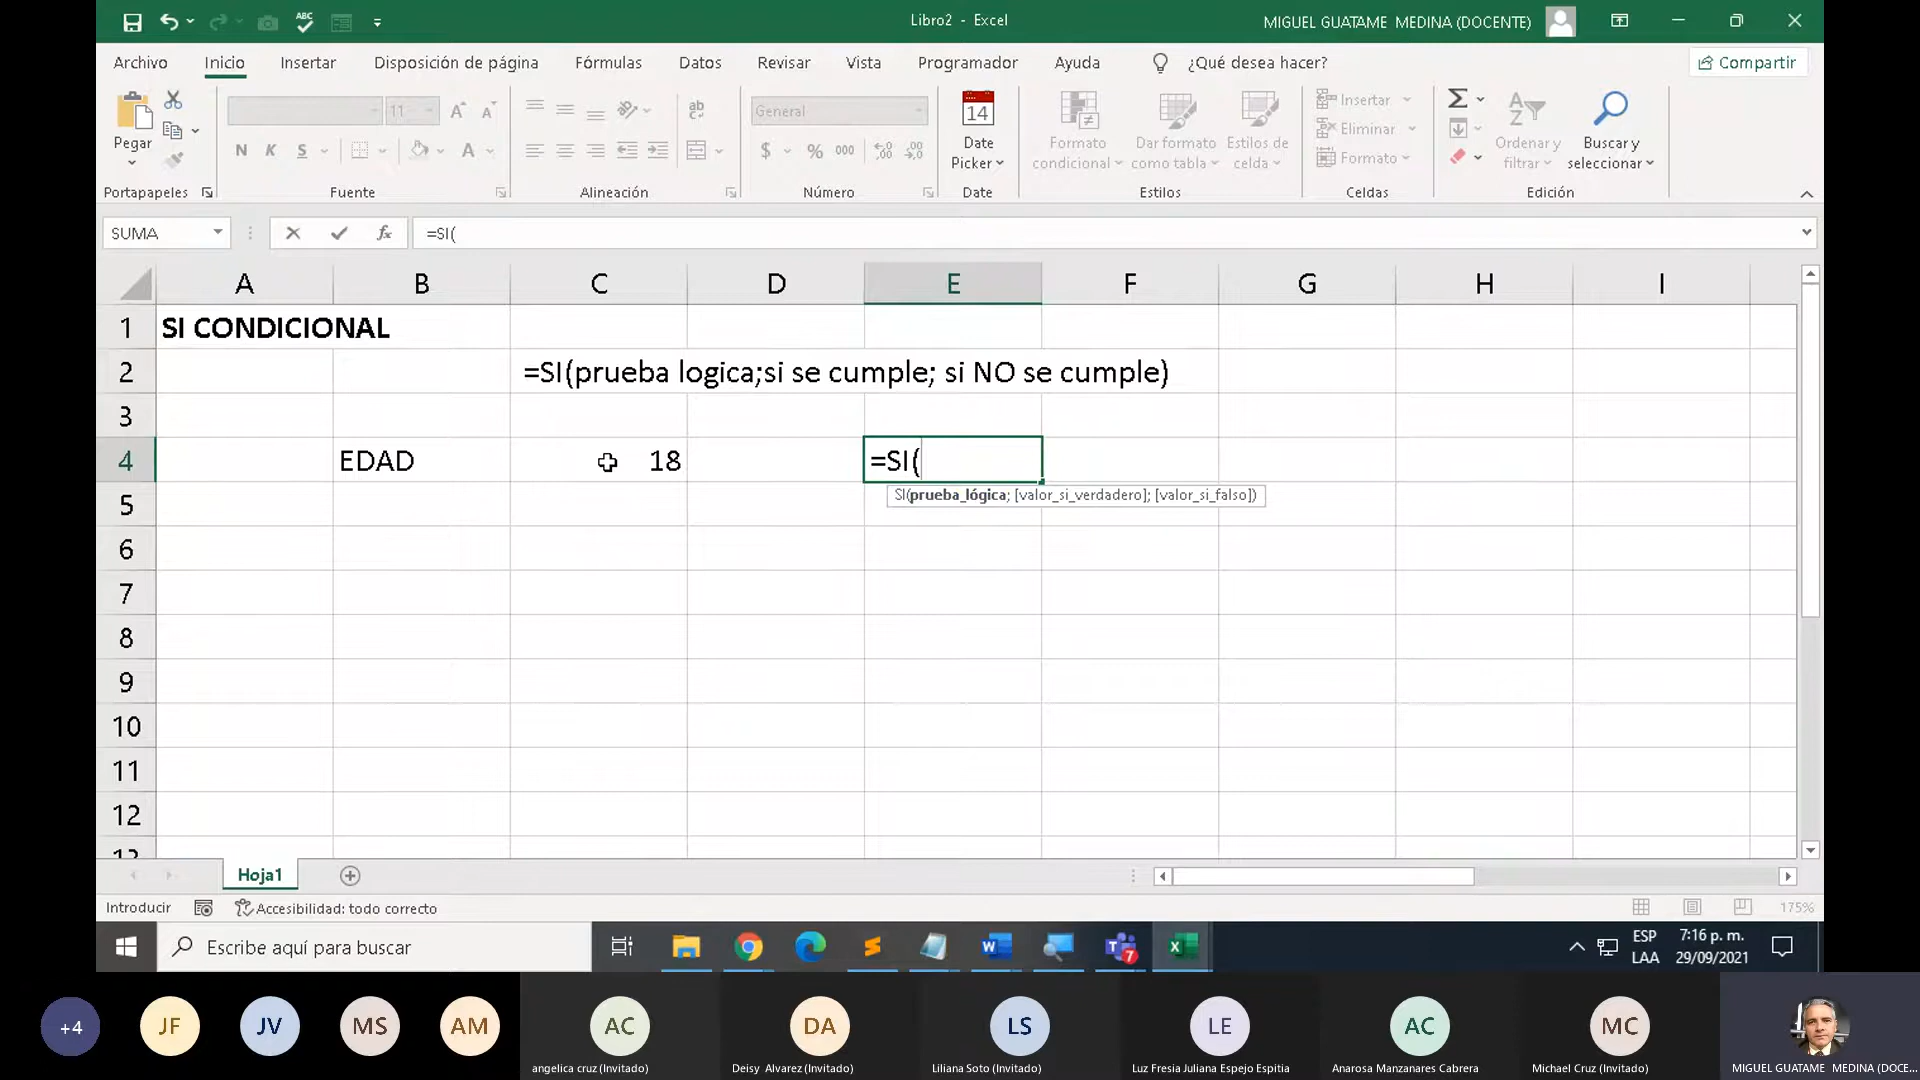 Libro2 - Excel
MIGUEL GUATAME MEDINA (DOCENTE)
Archivo Inicio Insertar Disposición de página Fórmulas Datos Revisar Vista Programador Ayuda ¿Qué desea hacer? Compartir
Pegar
11
General
14
Date Picker
Formato condicional
Dar formato como tabla
Estilos de celda
Insertar
Eliminar
Formato
Ordenar y filtrar
Buscar y seleccionar
N K S
A
$ % 000
Portapapeles Fuente Alineación Número Date Estilos Celdas Edición
SUMA fx =SI(
A B C D E F G H I
1 SI CONDICIONAL
2 =SI(prueba logica;si se cumple; si NO se cumple)
3
4 EDAD 18 =SI(
SI(prueba_lógica; [valor_si_verdadero]; [valor_si_falso])
5
6
7
8
9
10
11
12
13
Hoja1
Introducir Accesibilidad: todo correcto 175%
Escribe aquí para buscar
7
ESP LAA
7:16 p. m.
29/09/2021
+4 JF JV MS AM AC DA LS LE AC MC
angelica cruz (Invitado) Deisy Alvarez (Invitado) Liliana Soto (Invitado) Luz Fresia Juliana Espejo Espitia Anarosa Manzanares Cabrera Michael Cruz (Invitado) MIGUEL GUATAME MEDINA (DOCE...